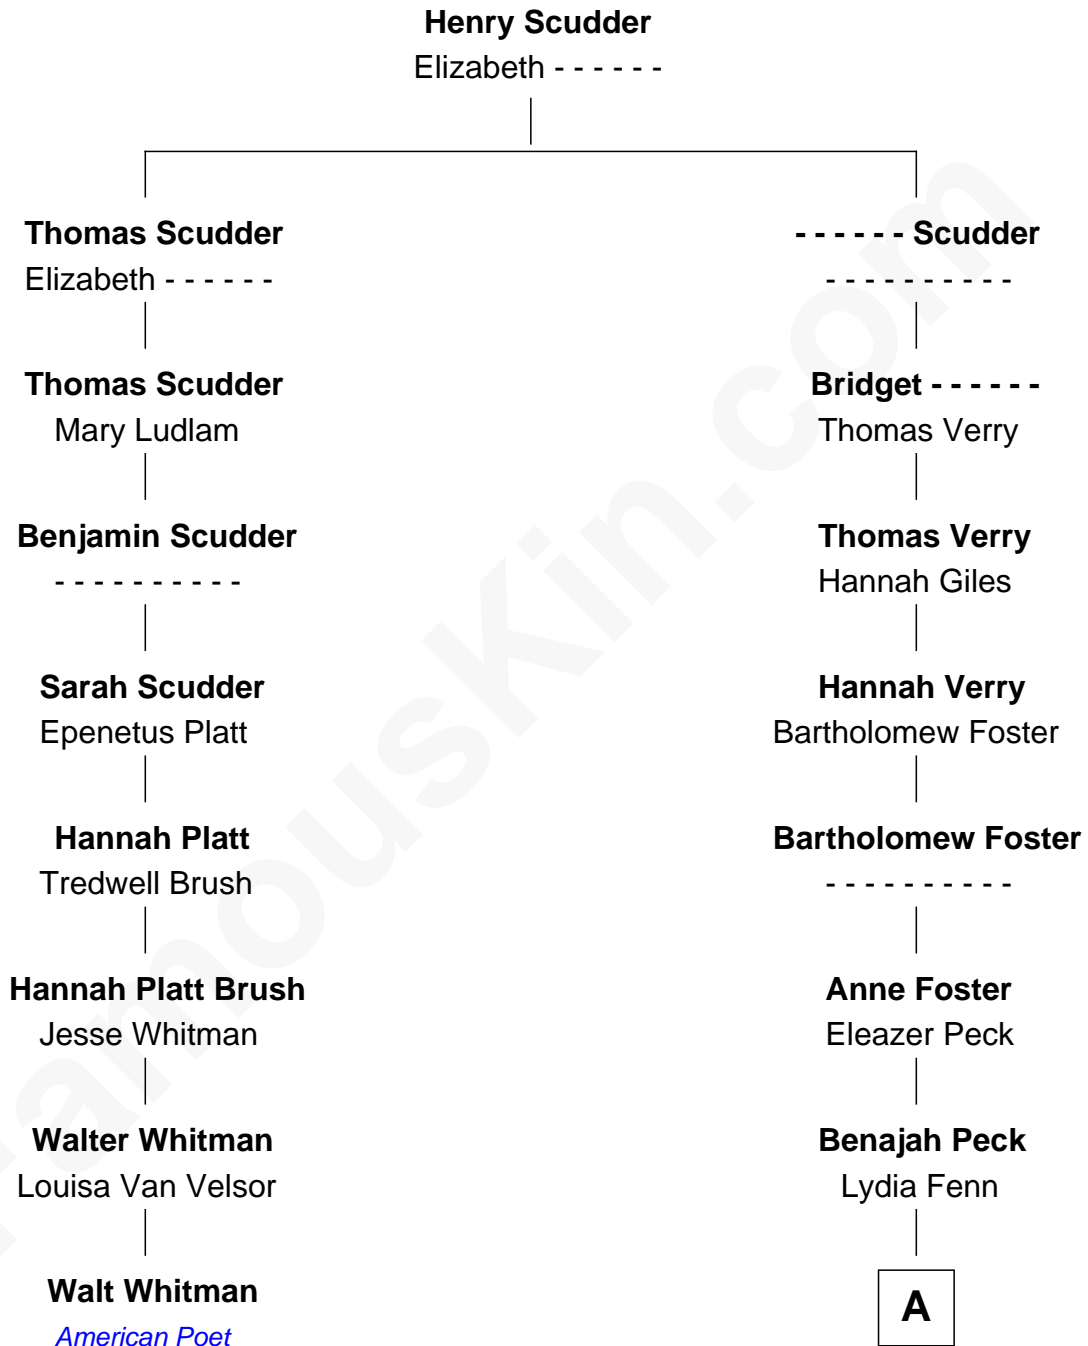 Henry Scudder
Elizabeth - - - - - -
Thomas Scudder
Elizabeth - - - - - -
- - - - - - Scudder
- - - - - - - - - -
Thomas Scudder
Mary Ludlam
Bridget - - - - - -
Thomas Verry
Benjamin Scudder
- - - - - - - - - -
Thomas Verry
Hannah Giles
Sarah Scudder
Epenetus Platt
Hannah Verry
Bartholomew Foster
Hannah Platt
Tredwell Brush
Bartholomew Foster
- - - - - - - - - -
Hannah Platt Brush
Jesse Whitman
Anne Foster
Eleazer Peck
Walter Whitman
Louisa Van Velsor
Benajah Peck
Lydia Fenn
Walt Whitman
American Poet
A
FamousKin.com